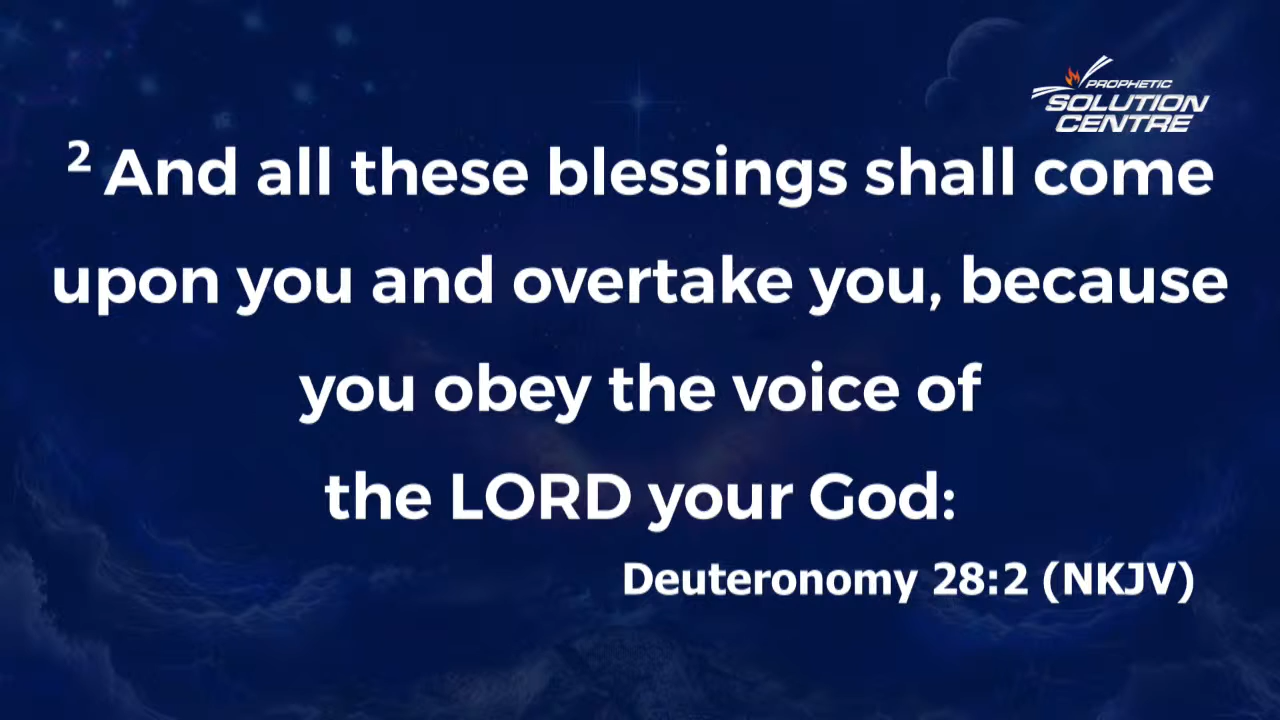 PROPHETIC
SOLUTION
CENTRE
² And all these blessings shall come
upon you and overtake you, because
you obey the voice of
the LORD your God:
Deuteronomy 28:2 (NKJV)